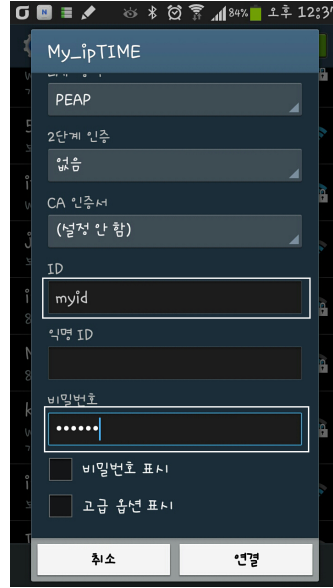 84% 오후 12:37
My_ipTIME
PEAP
2단계 인증
없음
CA 인증서
(설정 안 함)
ID
myid
익명 ID
비밀번호
••••••
비밀번호 표시
고급 옵션 표시
취소 연결